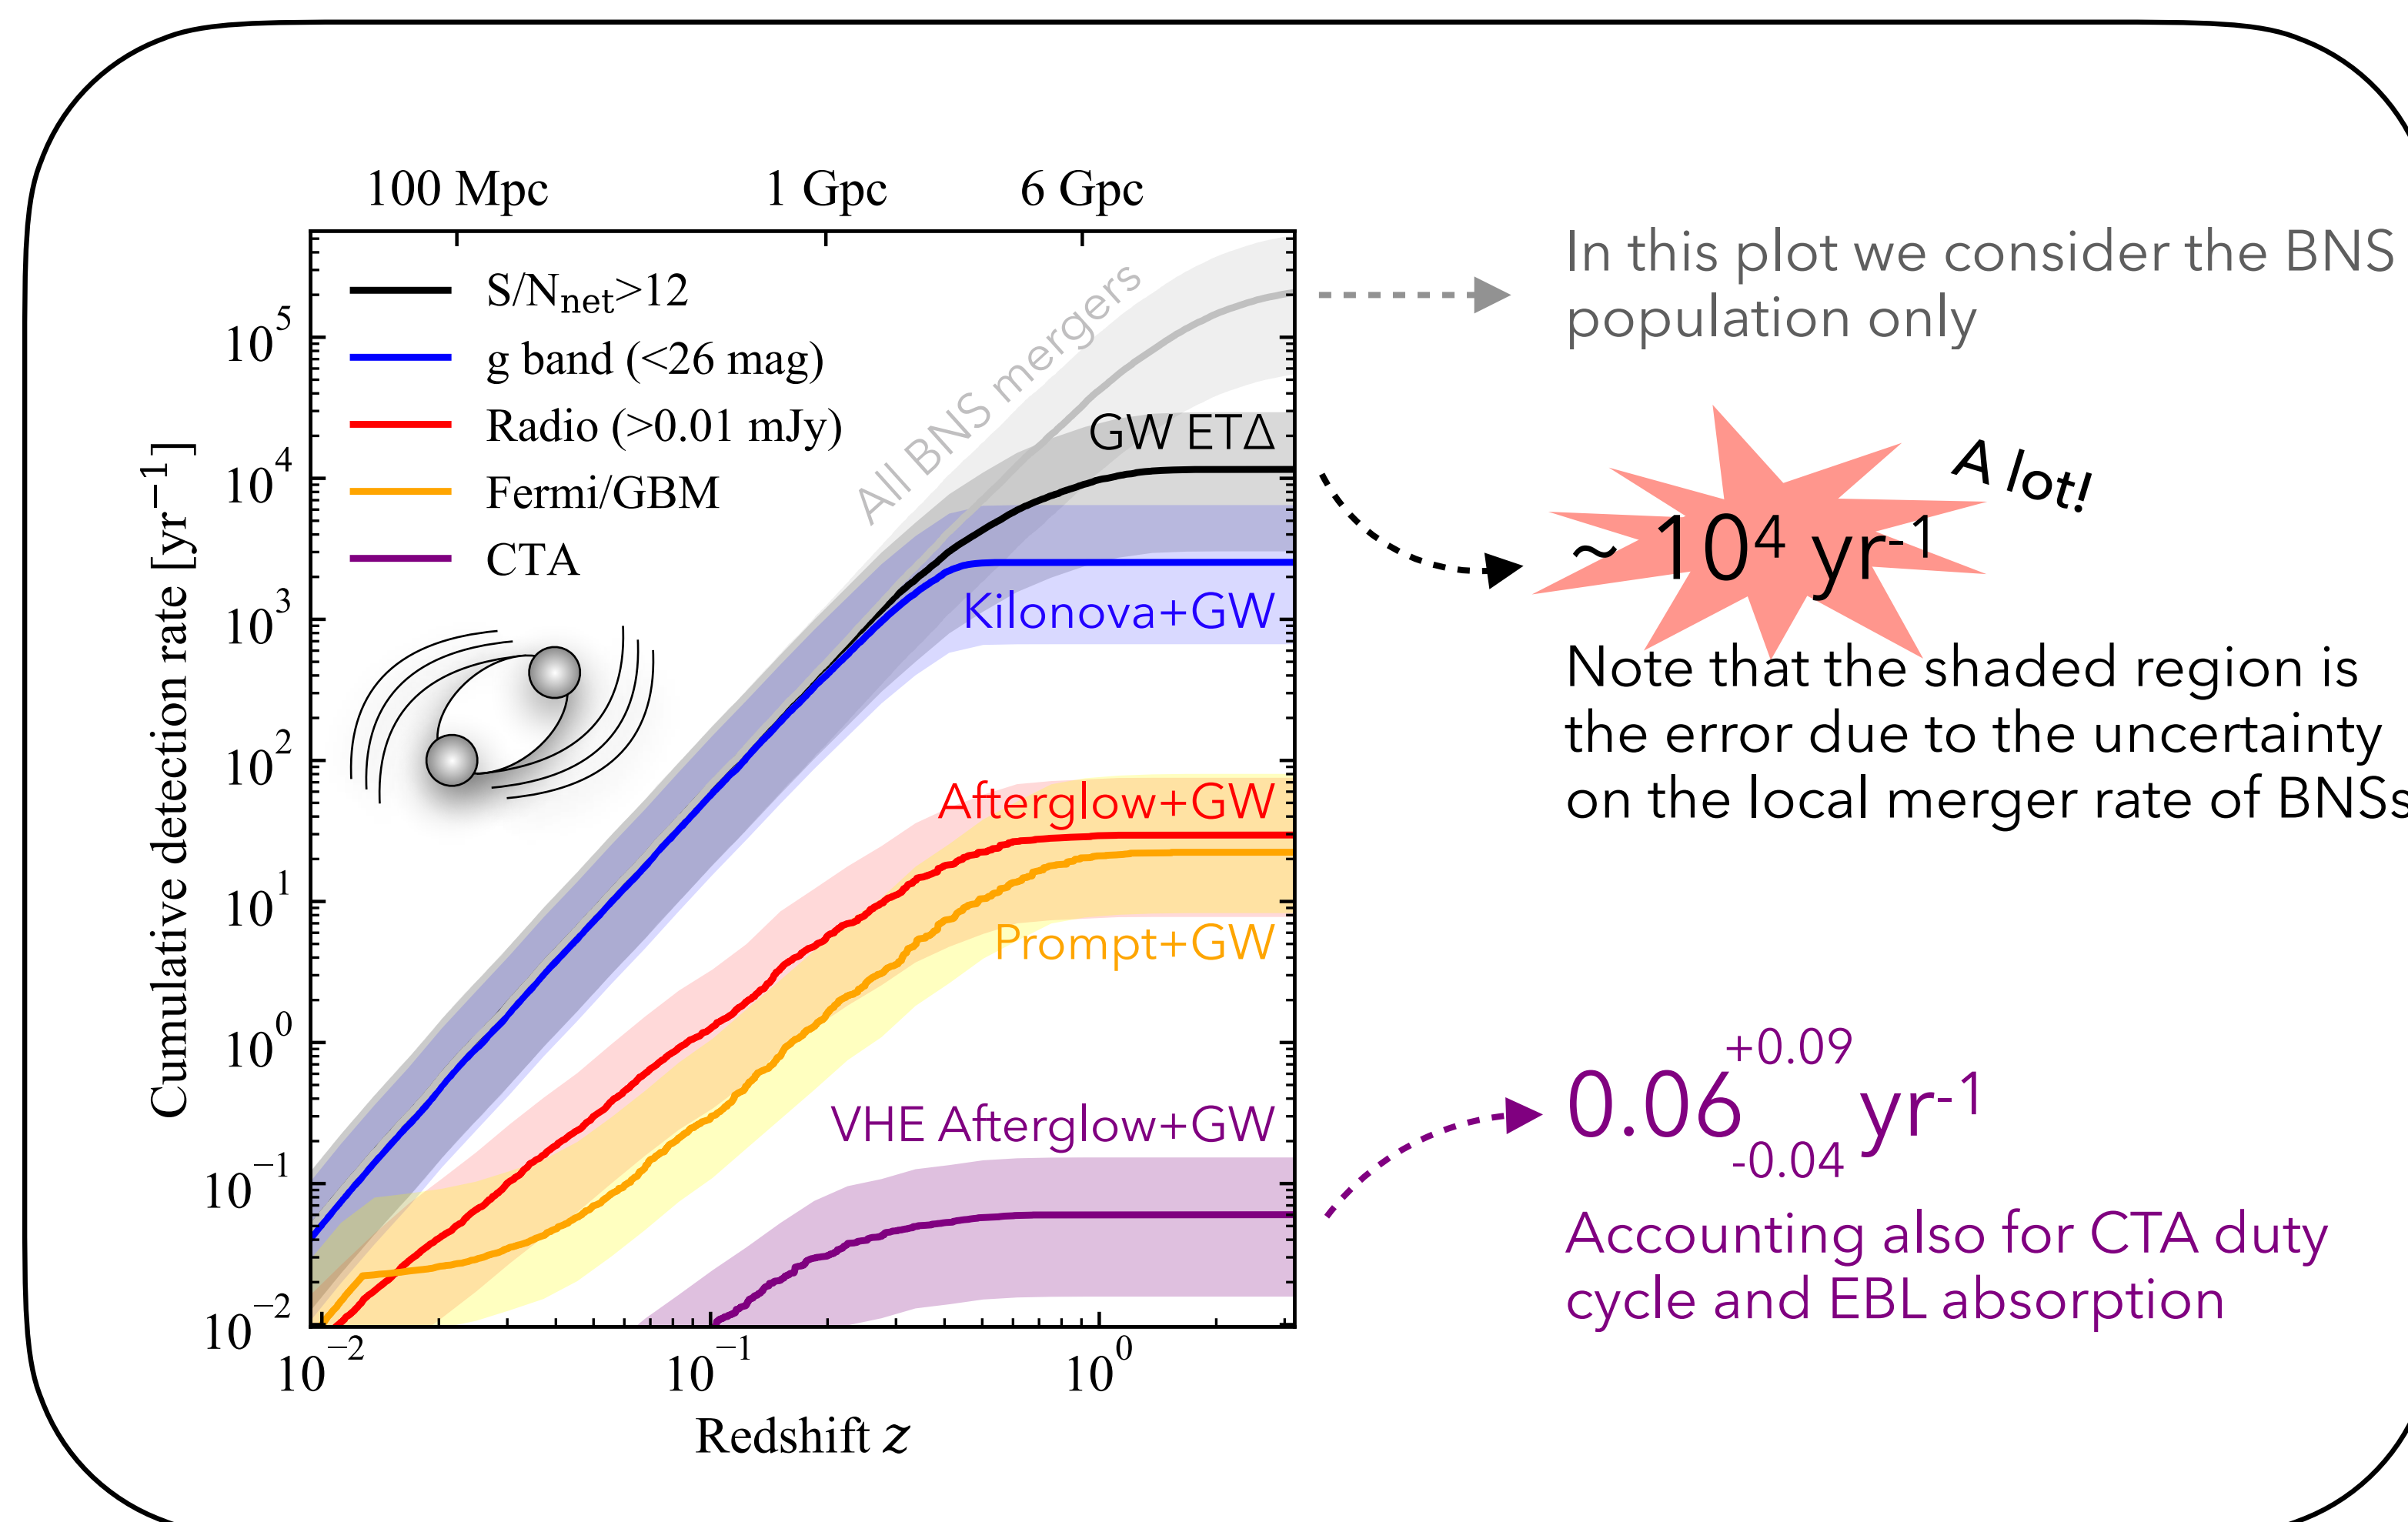 100 Mpc 1 Gpc 6 Gpc
S/Nnet>12
g band (<26 mag)
Radio (>0.01 mJy)
Fermi/GBM
CTA
All BNS mergers
GW ETΔ
Kilonova+GW
Afterglow+GW
Prompt+GW
VHE Afterglow+GW
Cumulative detection rate [yr⁻¹]
10⁵
10⁴
10³
10²
10¹
10⁰
10⁻¹
10⁻²
10⁻² 10⁻¹ 10⁰
Redshift z
In this plot we consider the BNS
population only
A lot!
~ 10⁴ yr⁻¹
Note that the shaded region is
the error due to the uncertainty
on the local merger rate of BNSs
+0.09
0.06 yr⁻¹
-0.04
Accounting also for CTA duty
cycle and EBL absorption